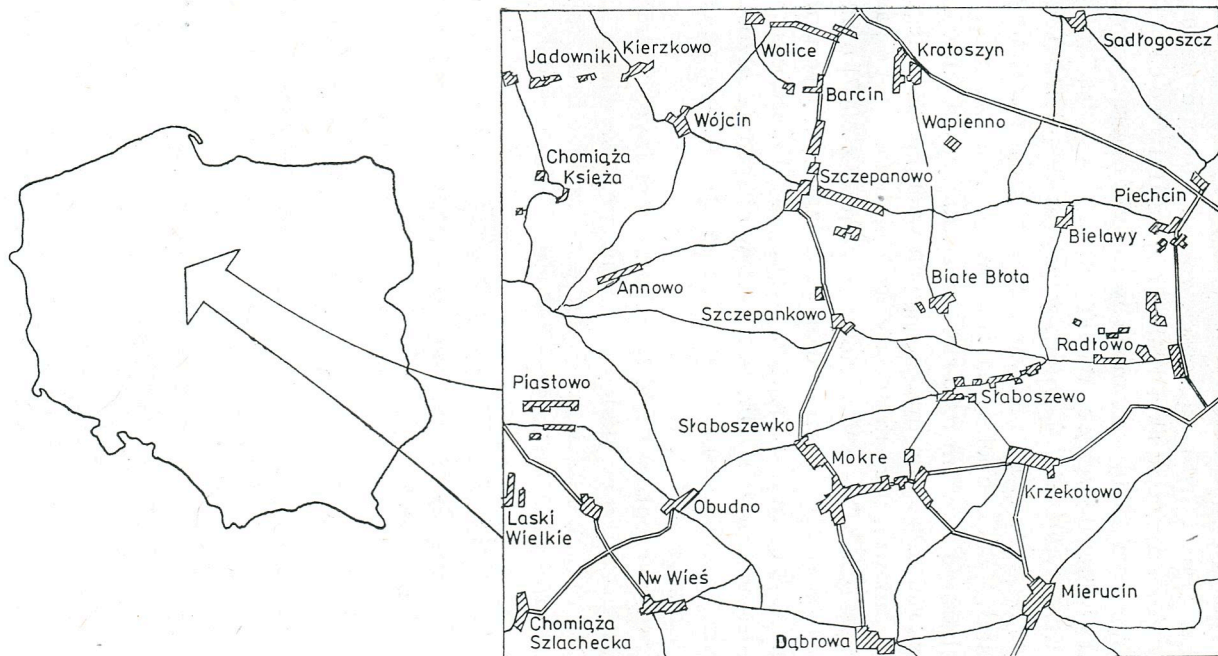 Sadłogoszcz
Kierzkowo
Wolice
Krotoszyn
Jadowniki
Barcin
Wójcin
Wapienno
Chomiąża
Księża
Szczepanowo
Piechcin
Bielawy
Annowo
Białe Błota
Szczepankowo
Radłowo
Piastowo
Słaboszewo
Słaboszewko
Mokre
Krzekotowo
Laski
Wielkie
Obudno
Nw Wieś
Mierucin
Chomiąża
Szlachecka
Dąbrowa